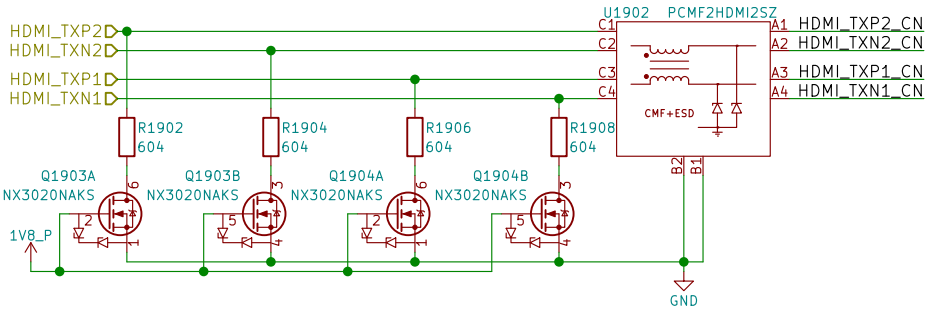 U1902 PCMF2HDMI2SZ
HDMI_TXP2 C1 A1 HDMI_TXP2_CN
HDMI_TXN2 C2 A2 HDMI_TXN2_CN
HDMI_TXP1 C3 A3 HDMI_TXP1_CN
HDMI_TXN1 C4 A4 HDMI_TXN1_CN
CMF+ESD
R1902 R1904 R1906 R1908
604 604 604 604
B2 B1
Q1903A Q1903B Q1904A Q1904B
NX3020NAKS NX3020NAKS NX3020NAKS NX3020NAKS
6 3 6 3
2 5 2 5
1V8_P
1 4 1 4
GND